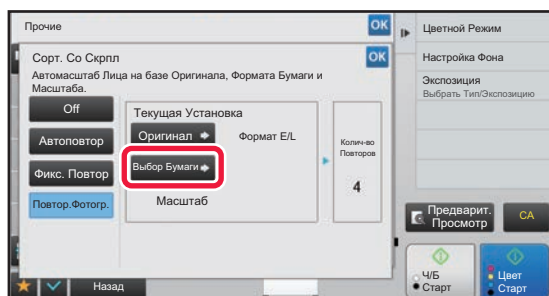 Прочие
OK
Сорт. Со Скрпл
OK
Автомасштаб Лица на базе Оригинала, Формата Бумаги и
Масштаба.
Off
Автоповтор
Фикс. Повтор
Повтор.Фотогр.
Текущая Установка
Оригинал
Формат E/L
Выбор Бумаги
Масштаб
Колич-во
Повторов
4
Назад
Цветной Режим
Настройка Фона
Экспозиция
Выбрать Тип/Экспозицию
Предварит.
Просмотр
CA
Ч/Б
Старт
Цвет
Старт